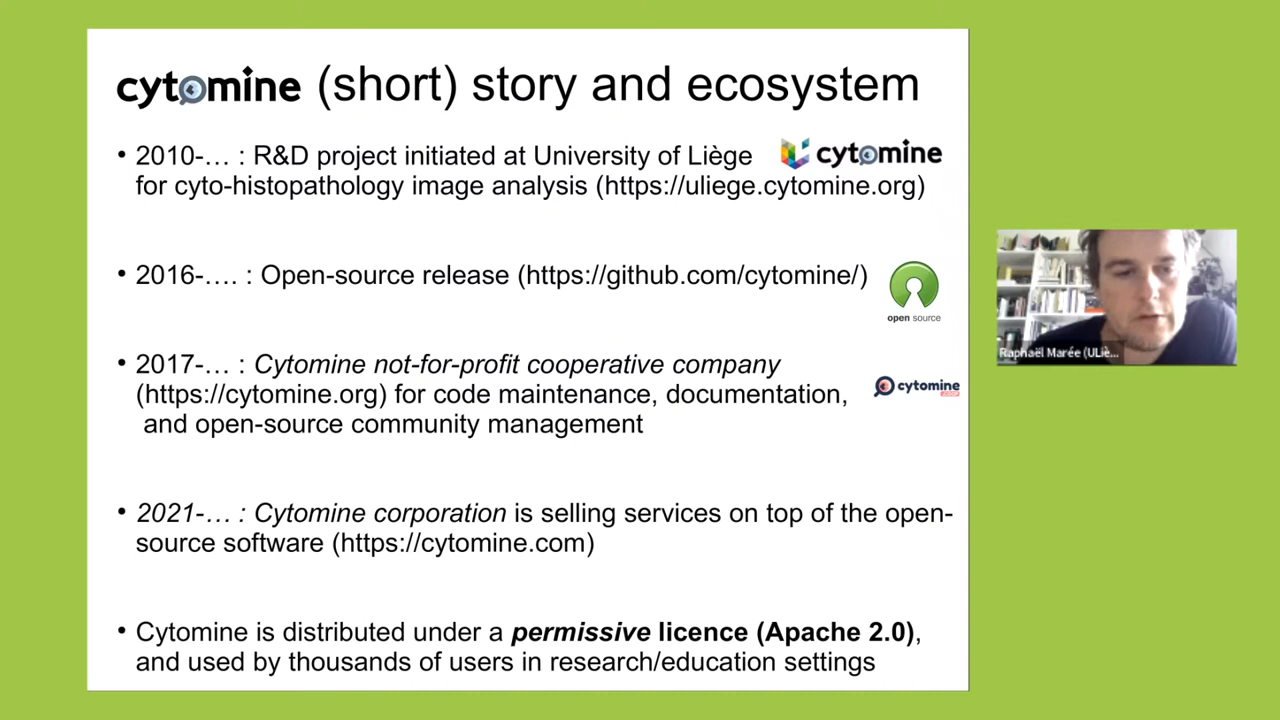 cytomine (short) story and ecosystem
• 2010-… : R&D project initiated at University of Liège
cytomine
for cyto-histopathology image analysis (https://uliege.cytomine.org)
• 2016-…. : Open-source release (https://github.com/cytomine/)
open source
• 2017-… : Cytomine not-for-profit cooperative company
(https://cytomine.org) for code maintenance, documentation,
cytomine
.COOP
and open-source community management
• 2021-… : Cytomine corporation is selling services on top of the open-
source software (https://cytomine.com)
• Cytomine is distributed under a permissive licence (Apache 2.0),
and used by thousands of users in research/education settings
Raphaël Marée (ULiè...